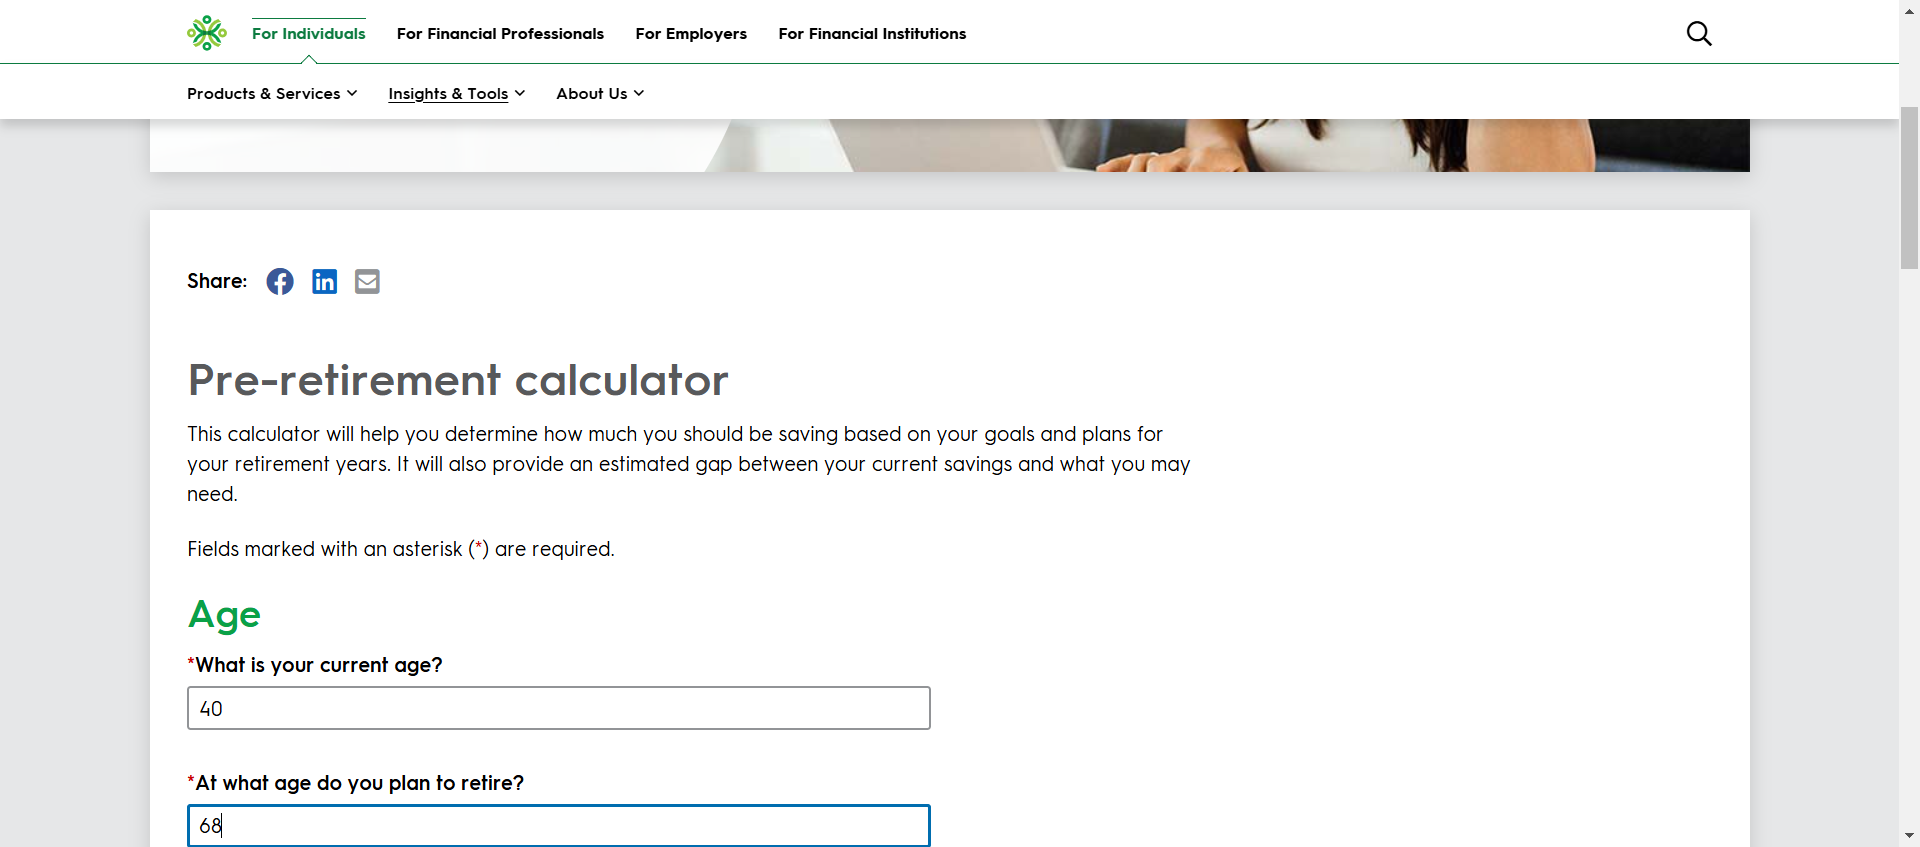 For Individuals For Financial Professionals For Employers For Financial Institutions
Products & Services Insights & Tools About Us
Share:
Pre-retirement calculator
This calculator will help you determine how much you should be saving based on your goals and plans for
your retirement years. It will also provide an estimated gap between your current savings and what you may
need.
Fields marked with an asterisk (*) are required.
Age
*What is your current age?
40
*At what age do you plan to retire?
68